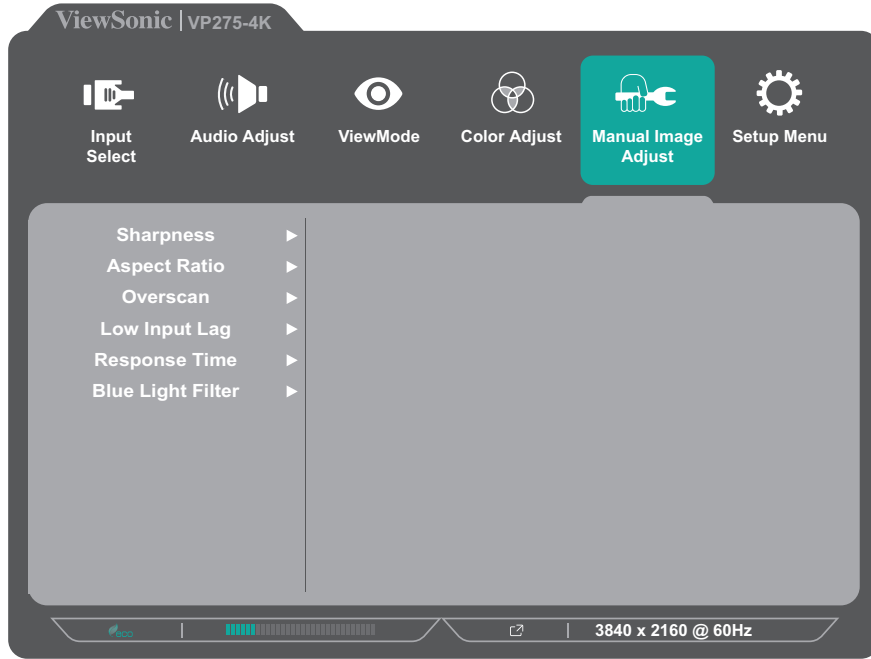 ViewSonic | VP275-4K
Input
Select
Audio Adjust
ViewMode
Color Adjust
Manual Image
Adjust
Setup Menu
Sharpness
Aspect Ratio
Overscan
Low Input Lag
Response Time
Blue Light Filter
eco
3840 x 2160 @ 60Hz